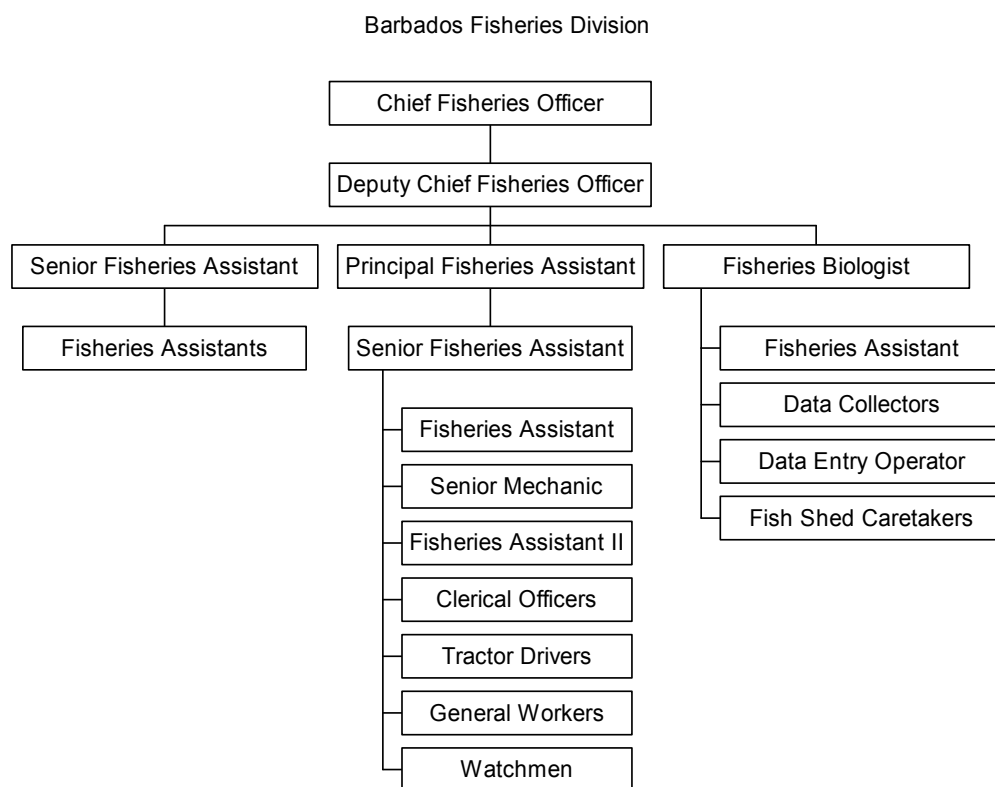 Barbados Fisheries Division
Chief Fisheries Officer
Deputy Chief Fisheries Officer
Senior Fisheries Assistant
Principal Fisheries Assistant
Fisheries Biologist
Fisheries Assistants
Senior Fisheries Assistant
Fisheries Assistant
Senior Mechanic
Fisheries Assistant II
Clerical Officers
Tractor Drivers
General Workers
Watchmen
Fisheries Assistant
Data Collectors
Data Entry Operator
Fish Shed Caretakers